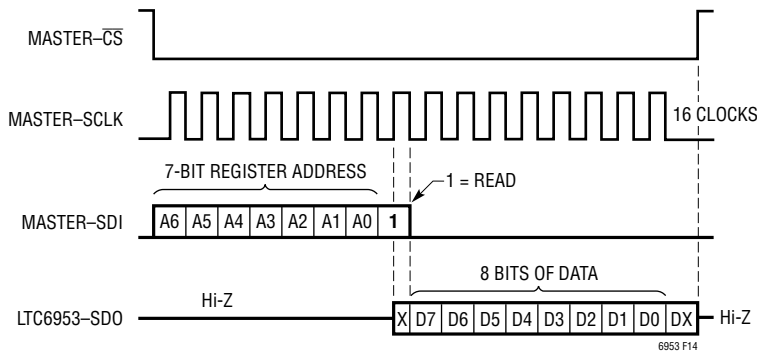 MASTER–C̅S̅
MASTER–SCLK
16 CLOCKS
7-BIT REGISTER ADDRESS
1 = READ
MASTER–SDI
A6 A5 A4 A3 A2 A1 A0 1
8 BITS OF DATA
Hi-Z
LTC6953–SDO
X D7 D6 D5 D4 D3 D2 D1 D0 DX
Hi-Z
6953 F14